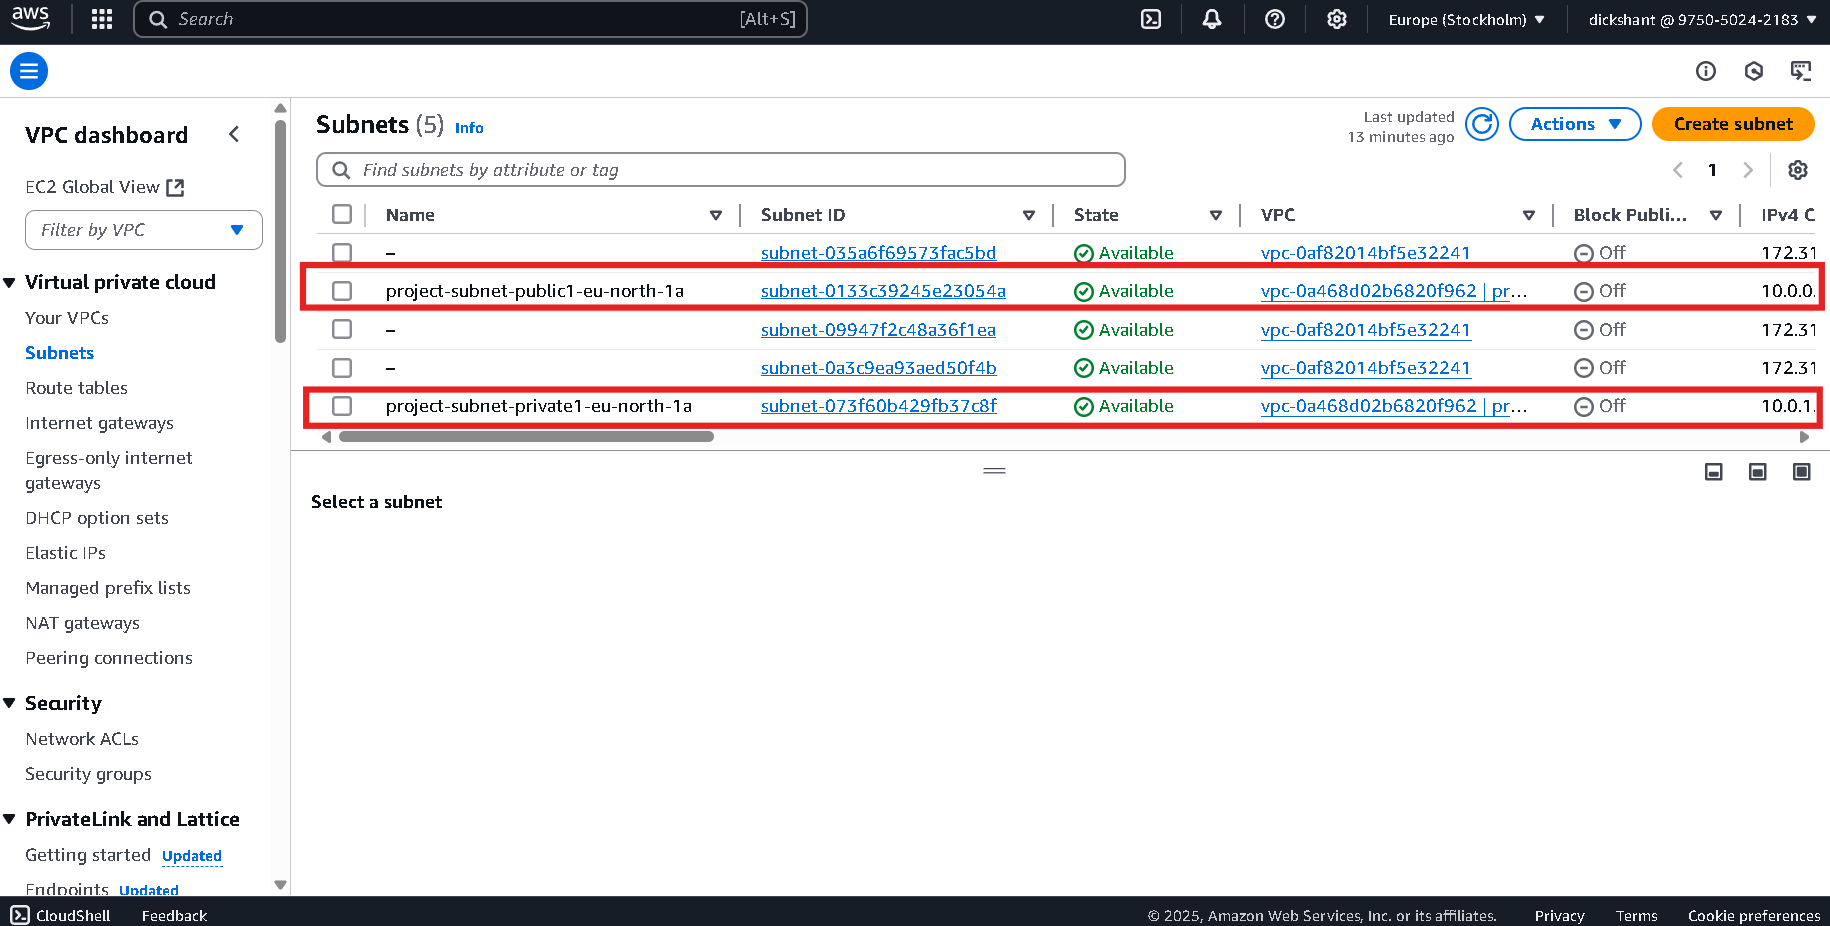 aws
Search [Alt+S] Europe (Stockholm) dickshant @ 9750-5024-2183
VPC dashboard
EC2 Global View
Filter by VPC
Virtual private cloud
Your VPCs
Subnets
Route tables
Internet gateways
Egress-only internet
gateways
DHCP option sets
Elastic IPs
Managed prefix lists
NAT gateways
Peering connections
Security
Network ACLs
Security groups
PrivateLink and Lattice
Getting started Updated
Endpoints Updated
Subnets (5) Info
Last updated
13 minutes ago
Actions
Create subnet
Find subnets by attribute or tag
1
Name Subnet ID State VPC Block Publi... IPv4 C
– subnet-035a6f69573fac5bd Available vpc-0af82014bf5e32241 Off 172.31
project-subnet-public1-eu-north-1a subnet-0133c39245e23054a Available vpc-0a468d02b6820f962 | pr... Off 10.0.0.
– subnet-09947f2c48a36f1ea Available vpc-0af82014bf5e32241 Off 172.31
– subnet-0a3c9ea93aed50f4b Available vpc-0af82014bf5e32241 Off 172.31
project-subnet-private1-eu-north-1a subnet-073f60b429fb37c8f Available vpc-0a468d02b6820f962 | pr... Off 10.0.1.
Select a subnet
CloudShell Feedback © 2025, Amazon Web Services, Inc. or its affiliates. Privacy Terms Cookie preferences